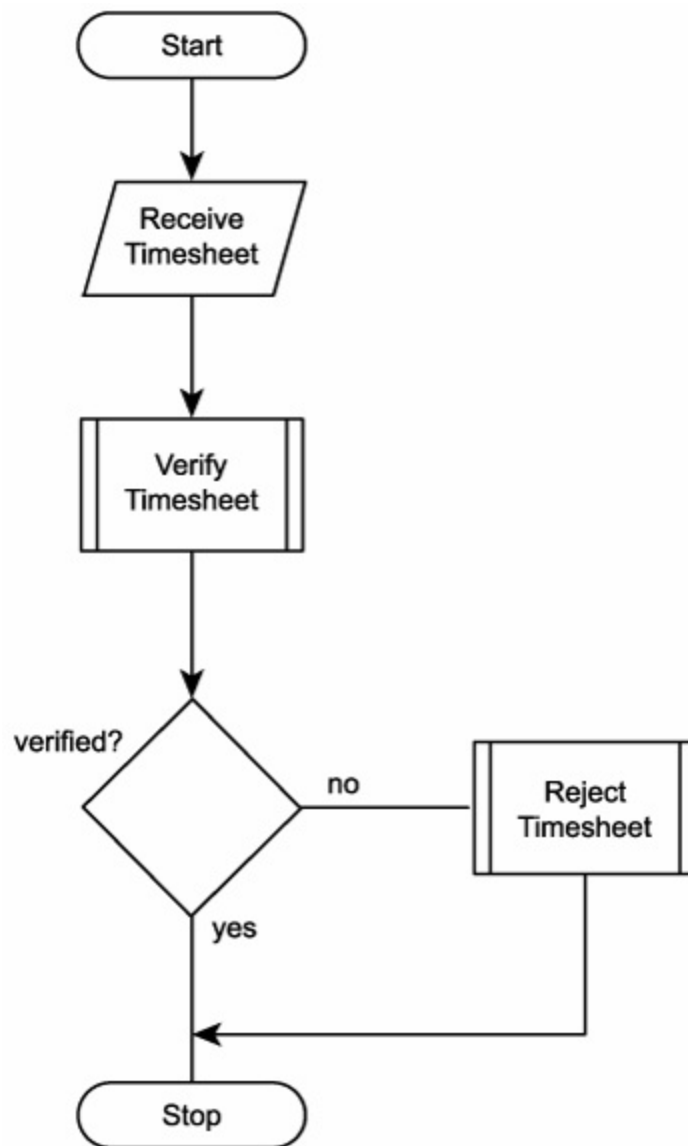 Start
Receive
Timesheet
Verify
Timesheet
verified?
no
Reject
Timesheet
yes
Stop